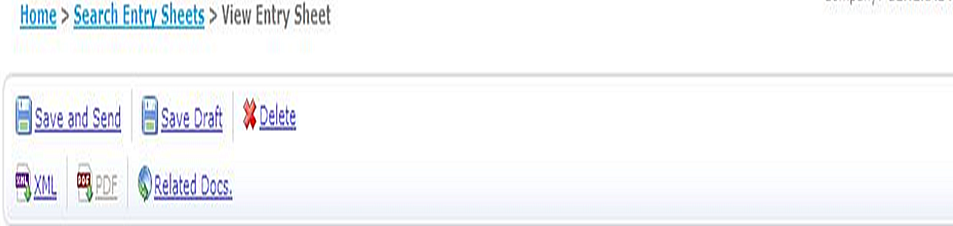 Home > Search Entry Sheets > View Entry Sheet
Save and Send Save Draft Delete
XML PDF Related Docs.